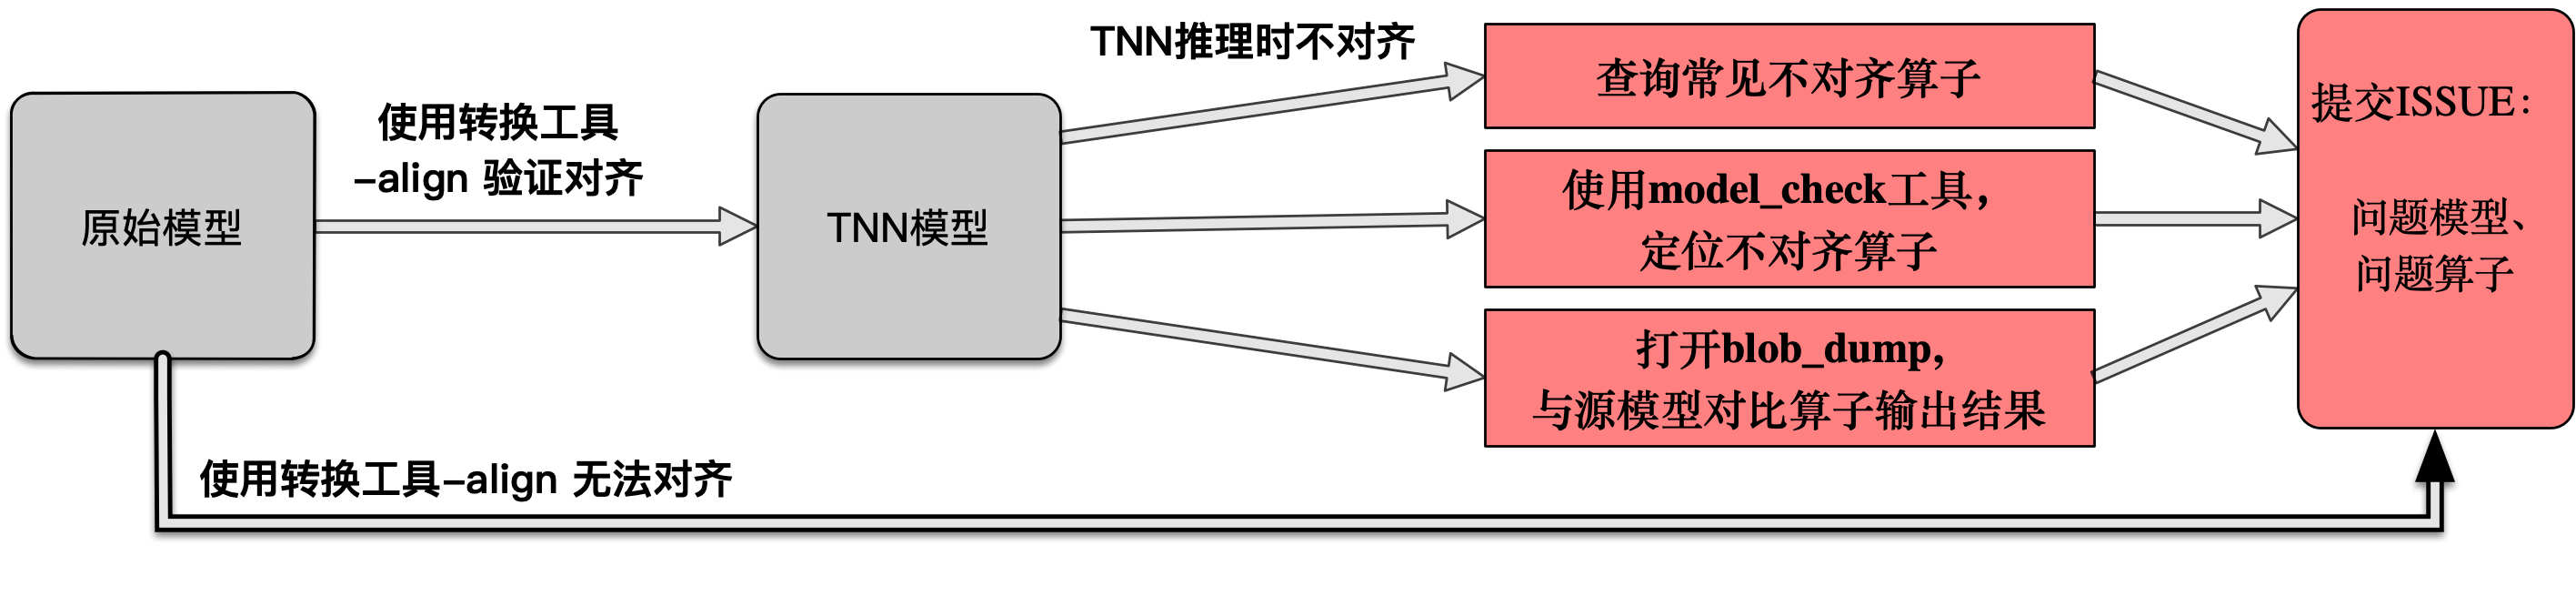 原始模型
使用转换工具
–align 验证对齐
TNN模型
TNN推理时不对齐
查询常见不对齐算子
使用model_check工具，
定位不对齐算子
打开blob_dump，
与源模型对比算子输出结果
提交ISSUE：
问题模型、
问题算子
使用转换工具–align 无法对齐